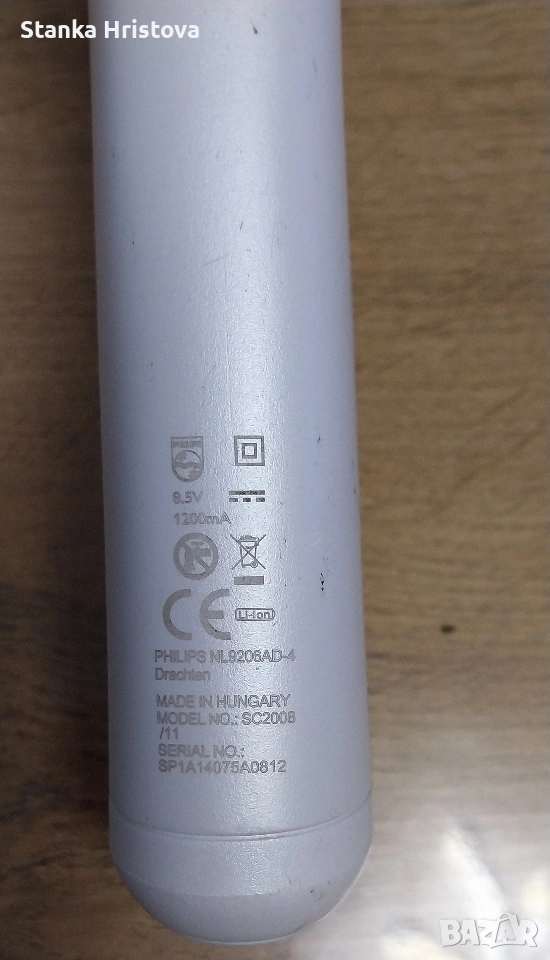 Stanka Hristova
PHILIPS
8.5V
1200mA
Li-Ion
PHILIPS NL9206AD-4
Drachten
MADE IN HUNGARY
MODEL NO.: SC2008
/11
SERIAL NO.:
SP1A14075A0812
BAZAR